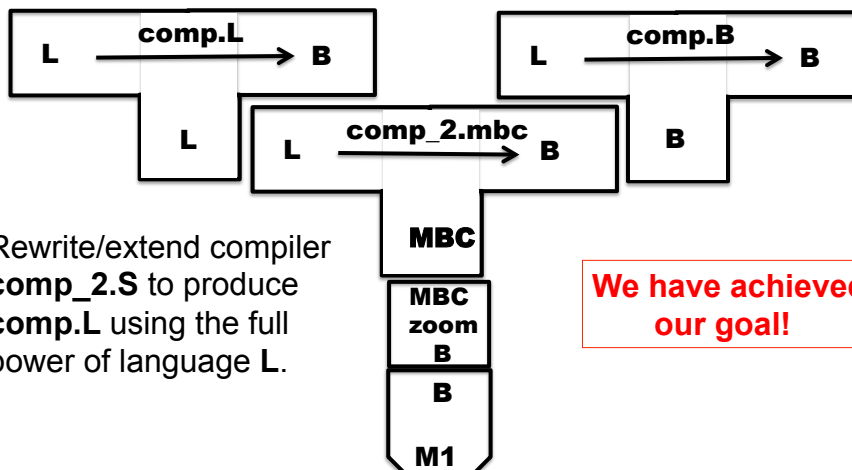 comp.L
L B
L
comp.B
L B
B
comp_2.mbc
L B
MBC
MBC
zoom
B
B
M1
Rewrite/extend compiler
comp_2.S to produce
comp.L using the full
power of language L.
We have achieved
our goal!